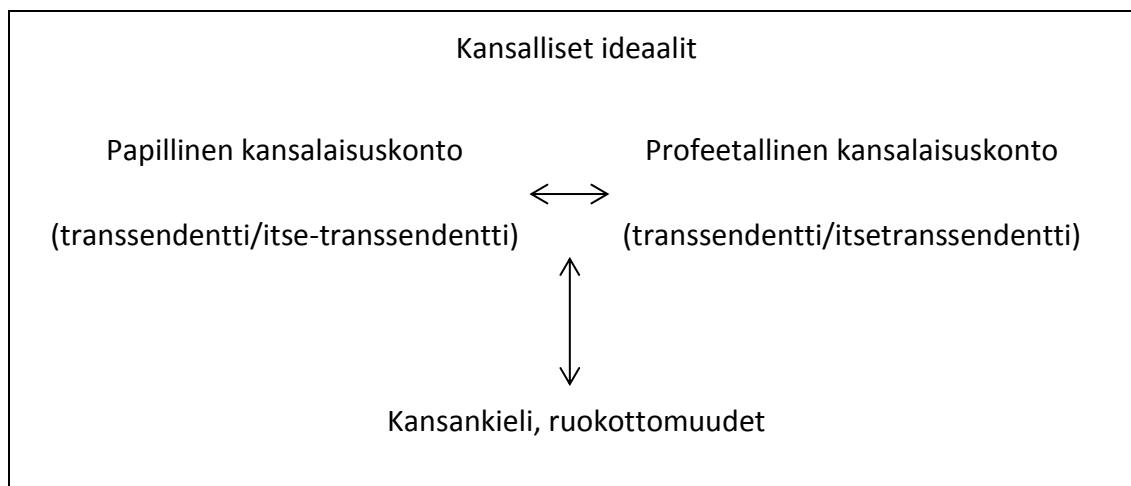 Kansalliset ideaalit
Papillinen kansalaisuskonto Profeetallinen kansalaisuskonto
(transsendentti/itse-transsendentti) (transsendentti/itsetranssendentti)
Kansankieli, ruokottomuudet